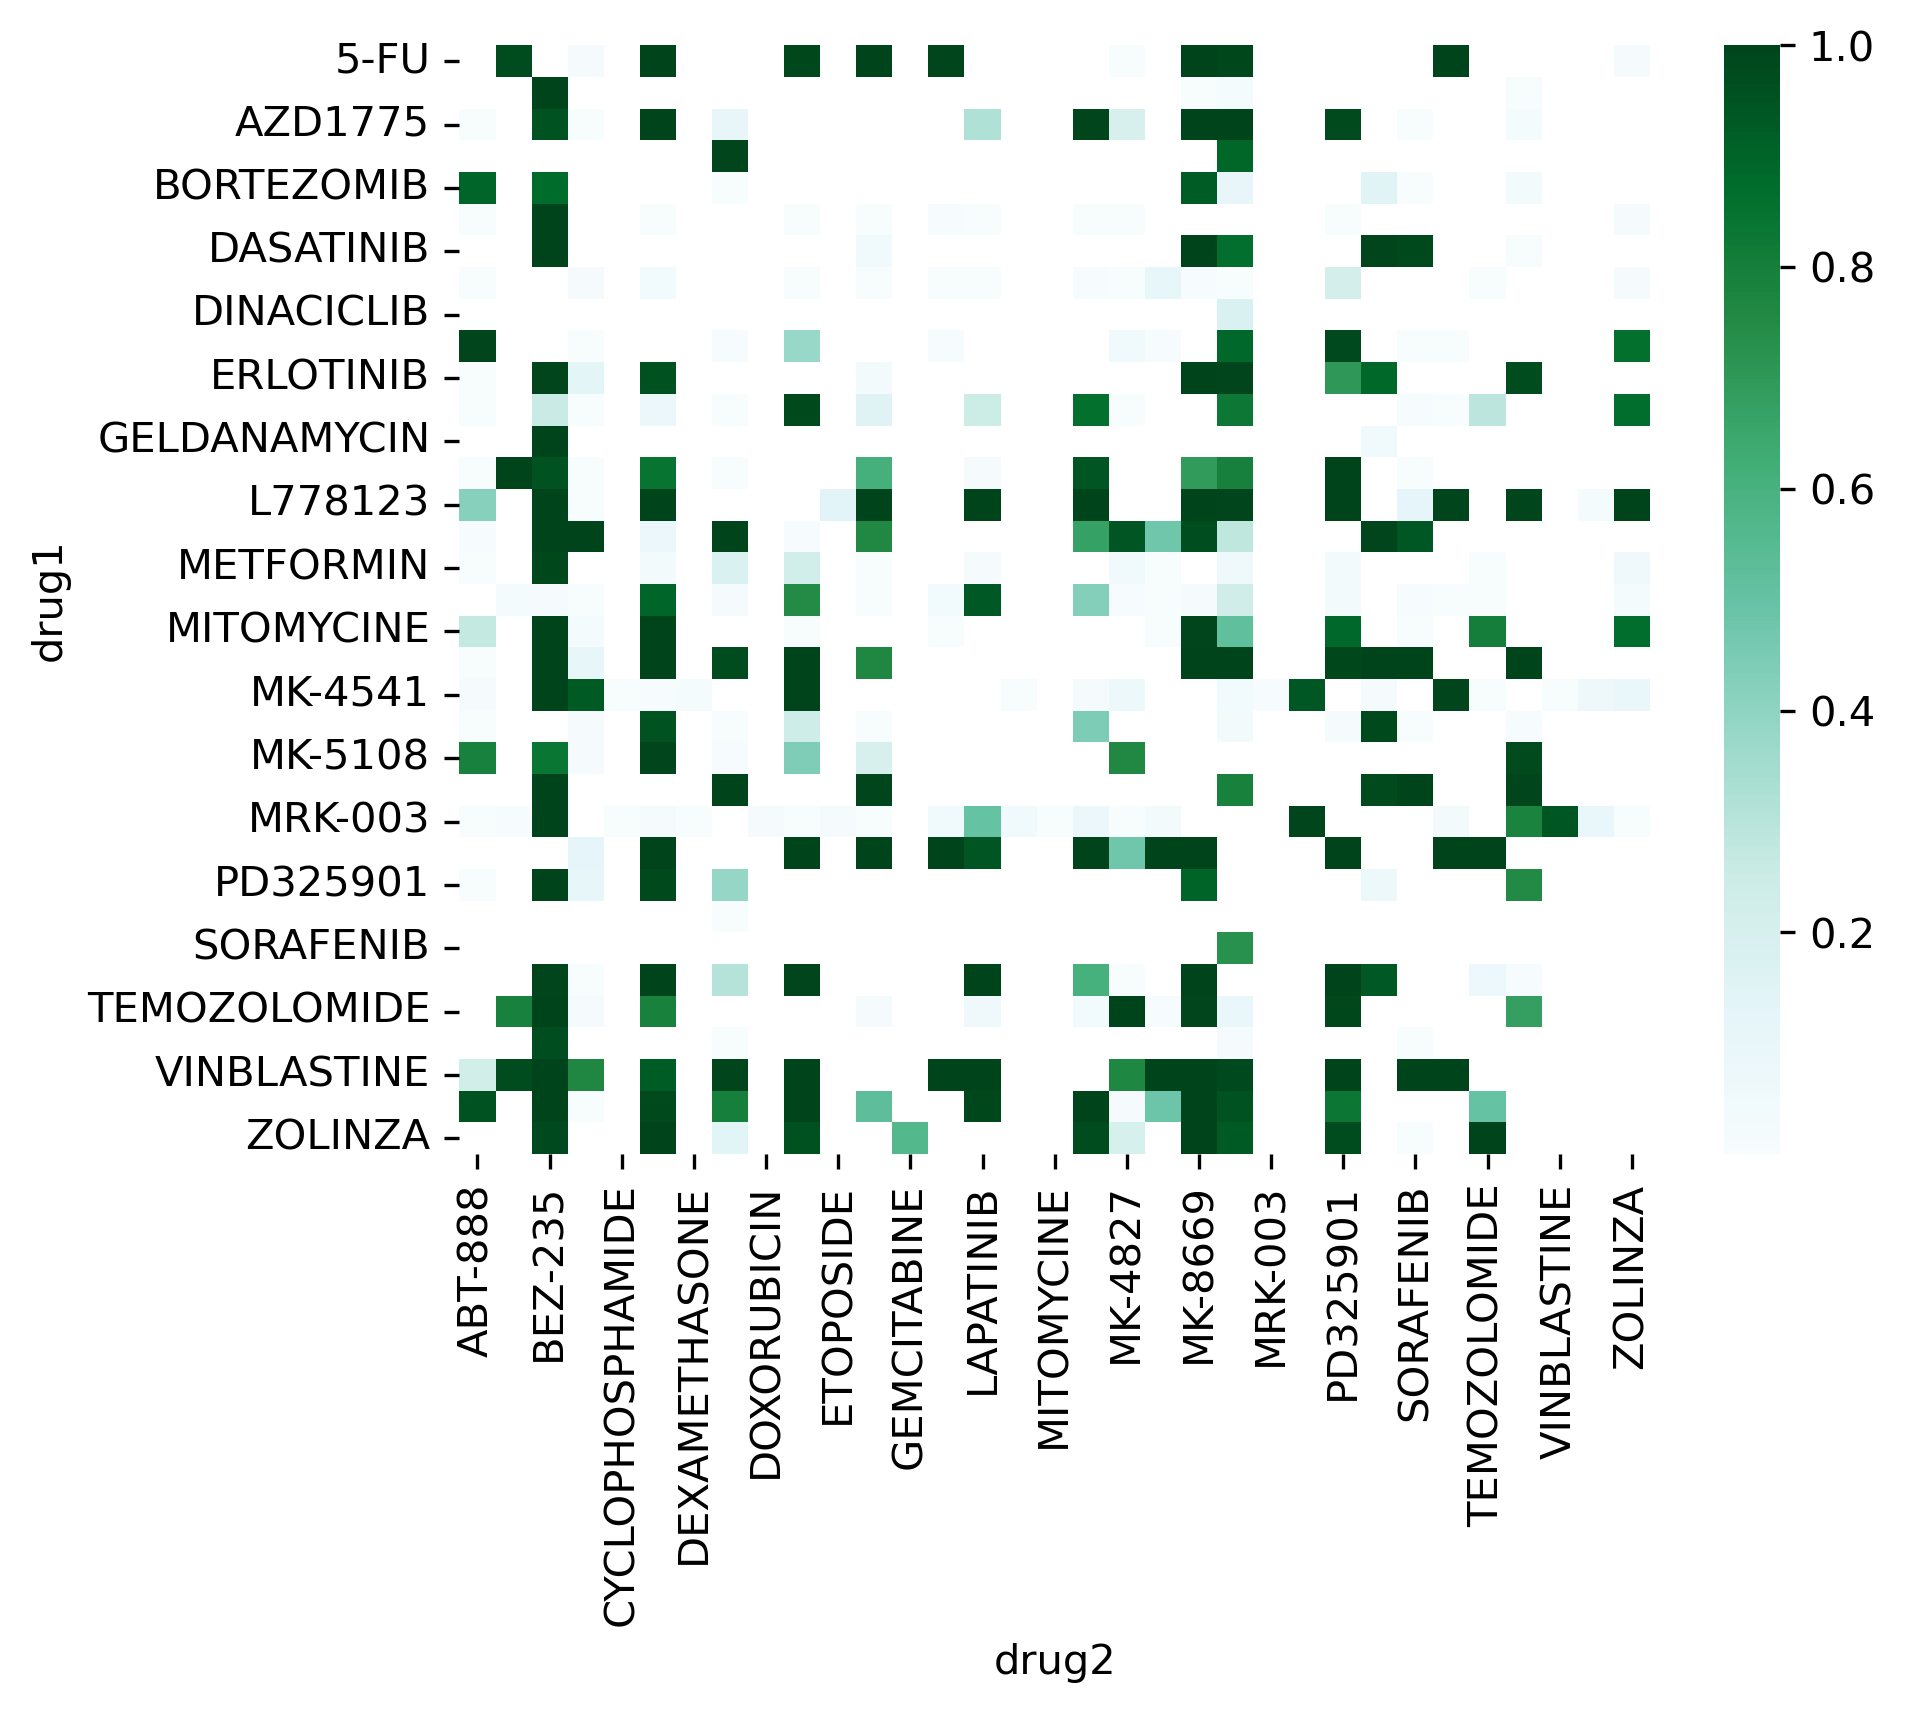 drug1
5-FU
AZD1775
BORTEZOMIB
DASATINIB
DINACICLIB
ERLOTINIB
GELDANAMYCIN
L778123
METFORMIN
MITOMYCINE
MK-4541
MK-5108
MRK-003
PD325901
SORAFENIB
TEMOZOLOMIDE
VINBLASTINE
ZOLINZA
ABT-888
BEZ-235
CYCLOPHOSPHAMIDE
DEXAMETHASONE
DOXORUBICIN
ETOPOSIDE
GEMCITABINE
LAPATINIB
MITOMYCINE
MK-4827
MK-8669
MRK-003
PD325901
SORAFENIB
TEMOZOLOMIDE
VINBLASTINE
ZOLINZA
drug2
1.0
0.8
0.6
0.4
0.2